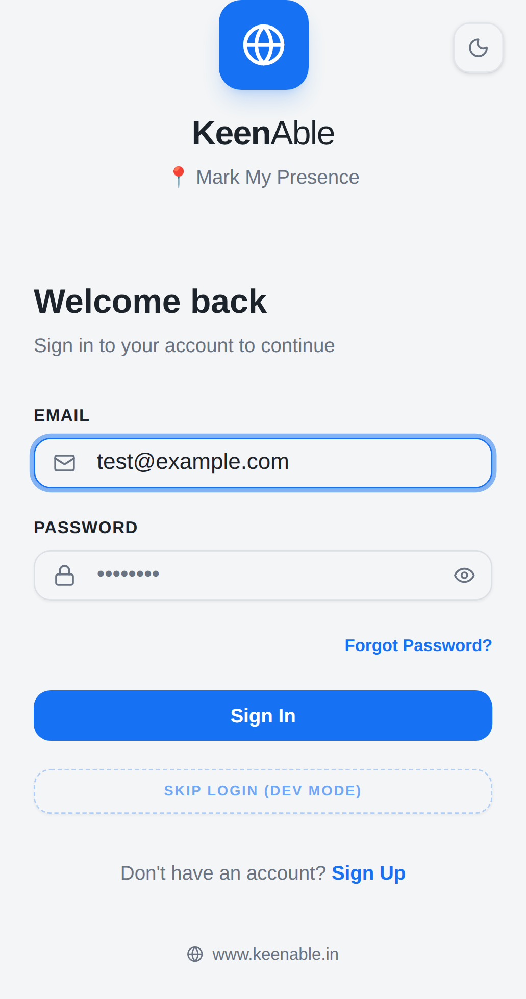 KeenAble
📍 Mark My Presence
Welcome back
Sign in to your account to continue
EMAIL
test@example.com
PASSWORD
••••••••
Forgot Password?
Sign In
SKIP LOGIN (DEV MODE)
Don't have an account? Sign Up
www.keenable.in